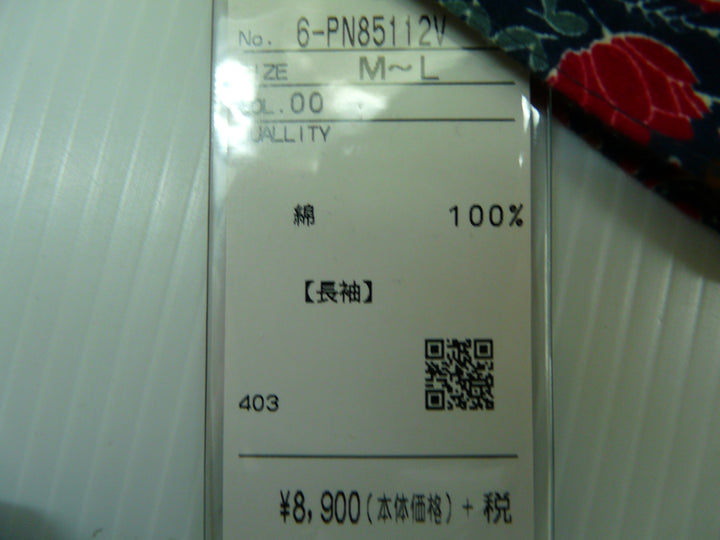 No. 6-PN85112V
SIZE M～L
COL.00
QUALLITY
綿 100%
【長袖】
403
¥8,900(本体価格)+税